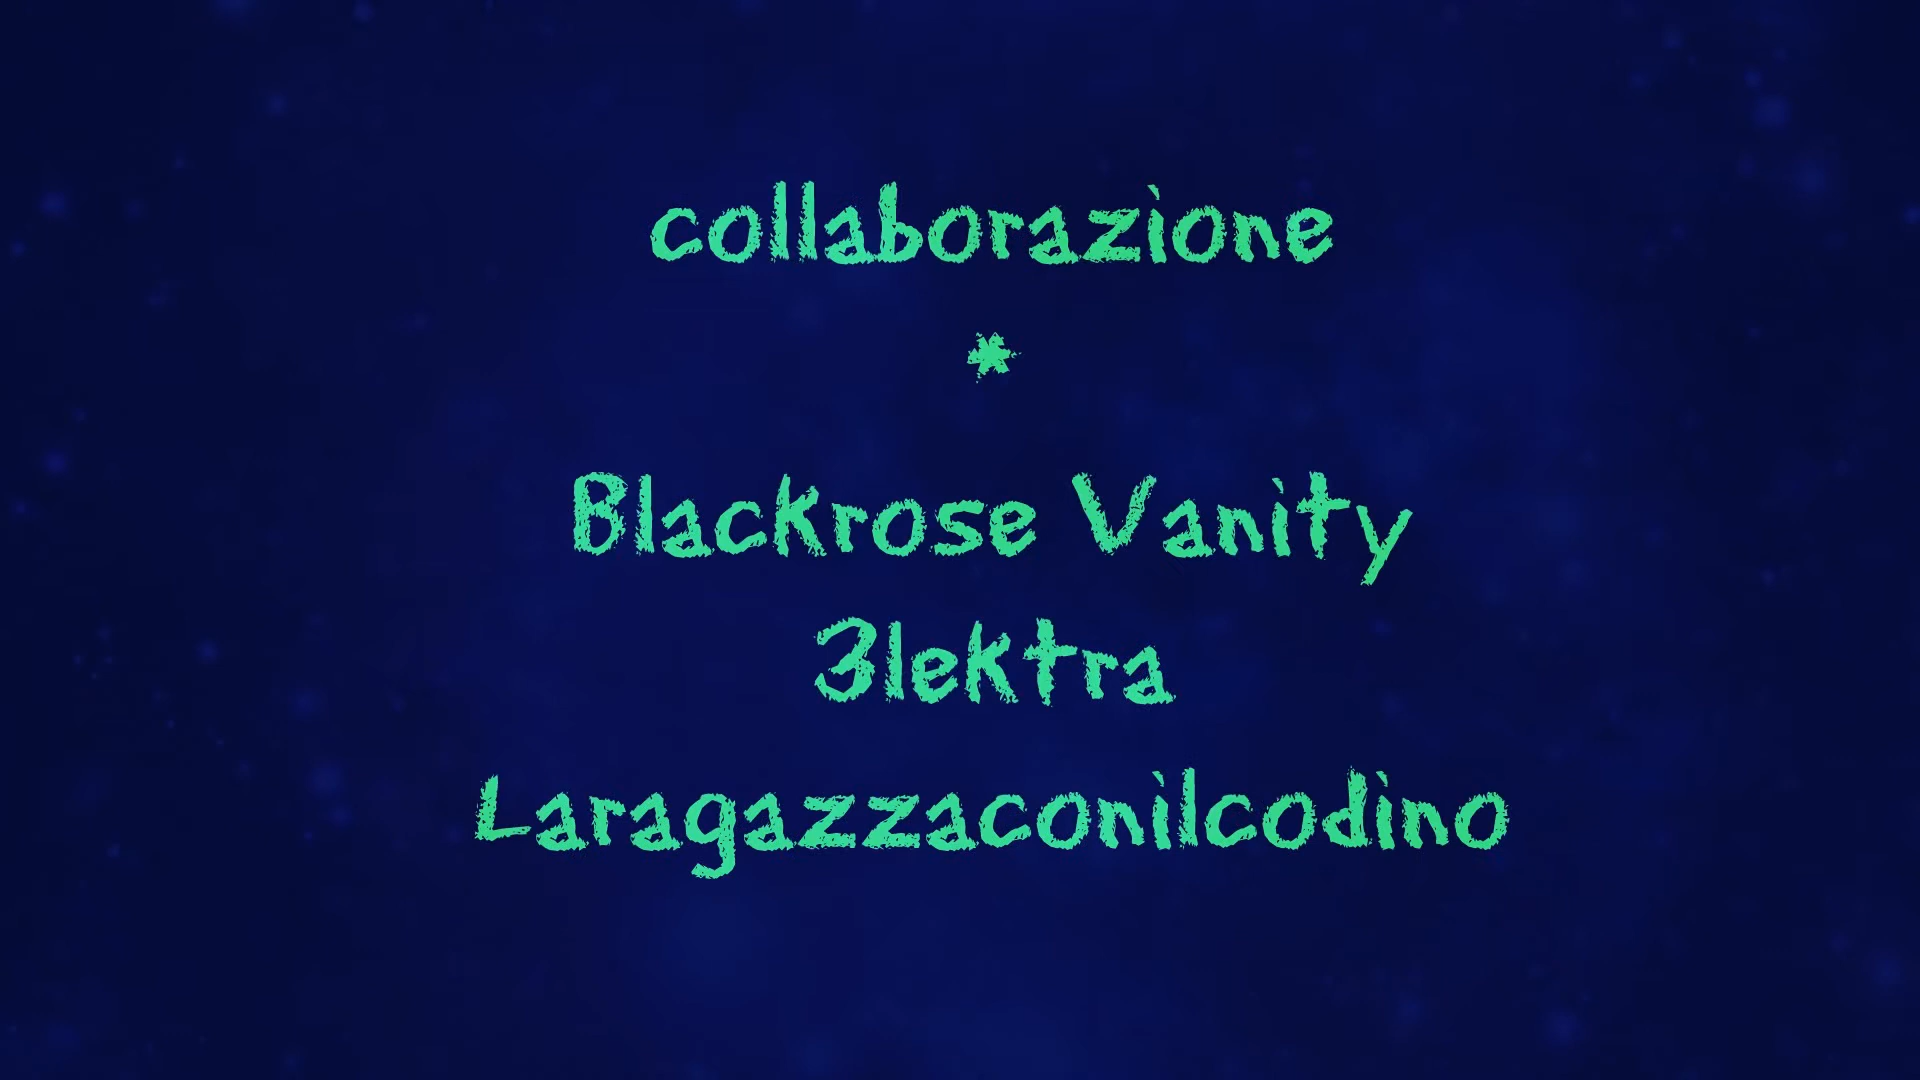 collaborazione
*
Blackrose Vanity
3lektra
Laragazzaconilcodino